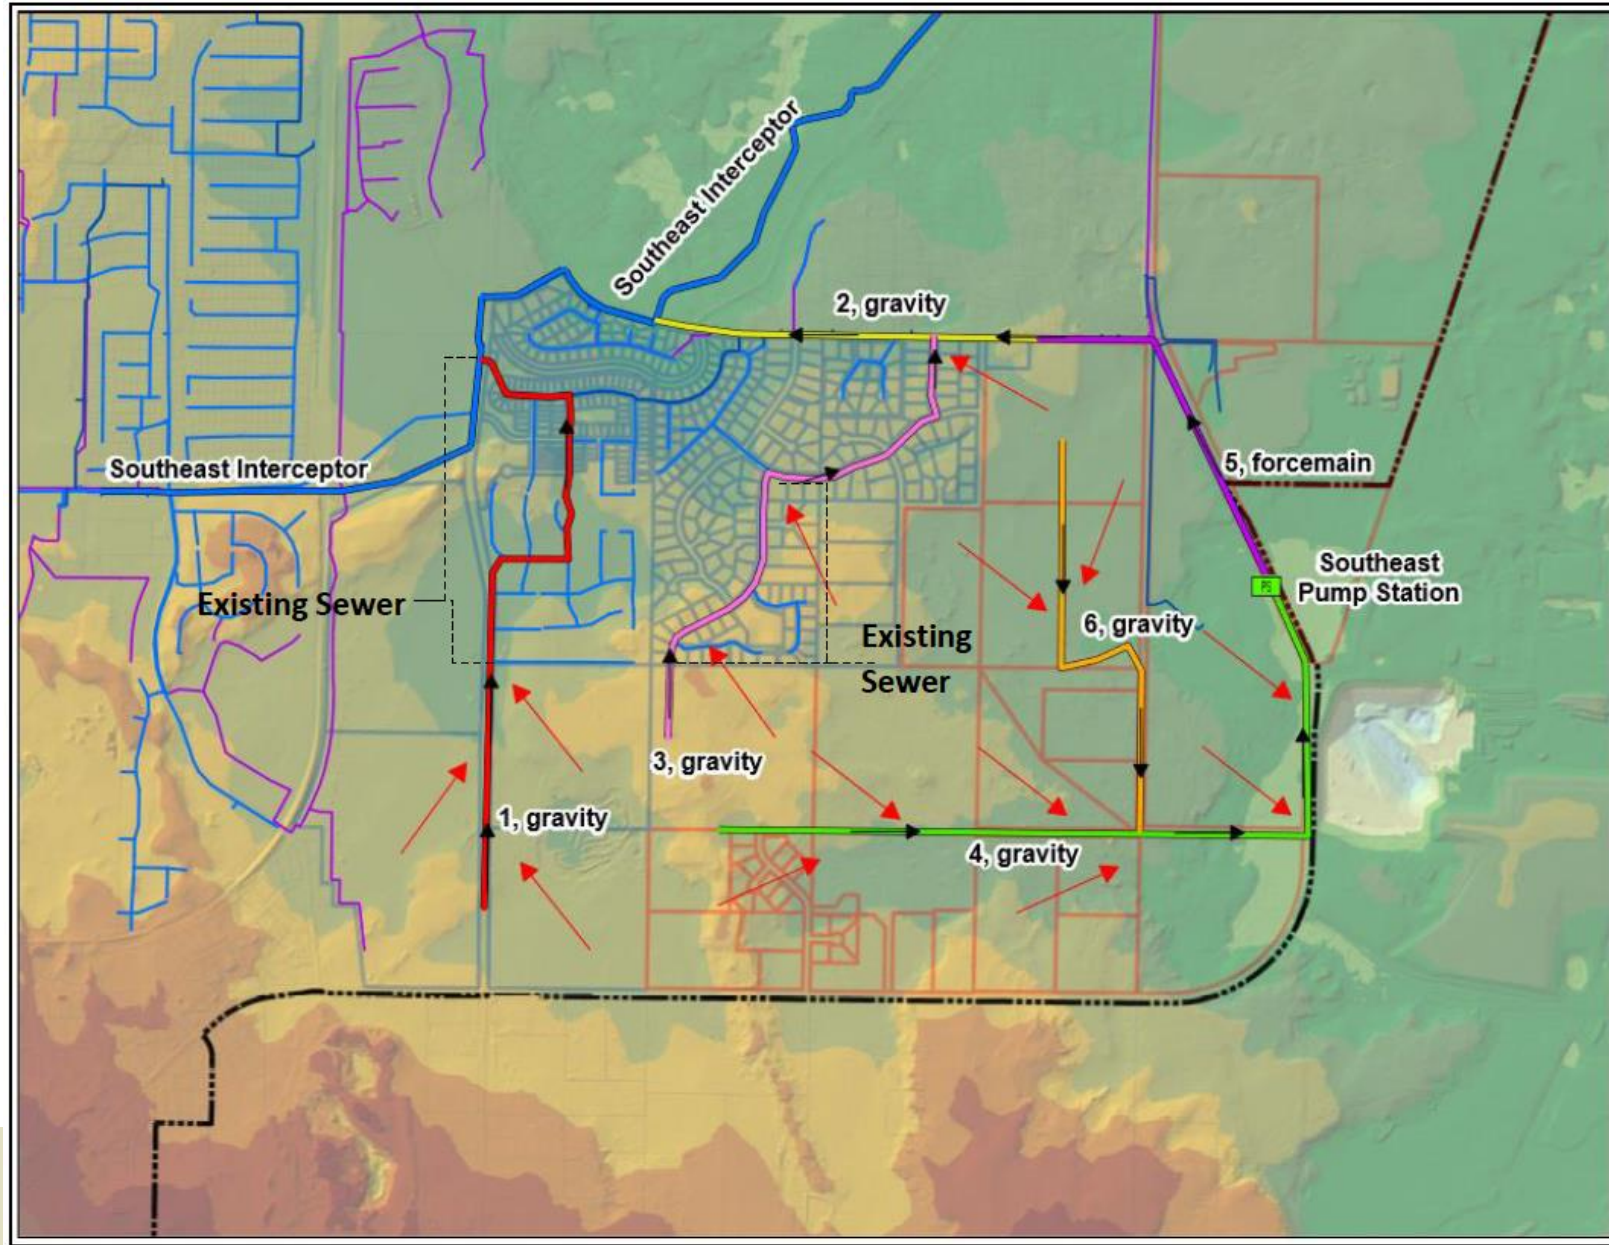 Southeast Interceptor
2, gravity
Southeast Interceptor
5, forcemain
Southeast
Pump Station
PS
Existing Sewer
6, gravity
Existing
Sewer
3, gravity
1, gravity
4, gravity